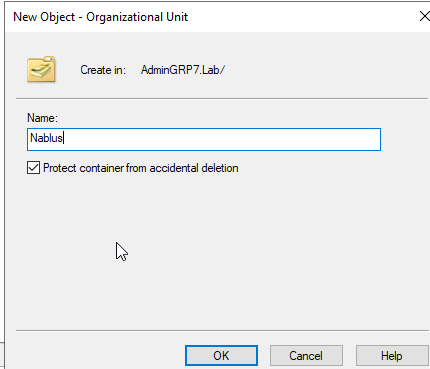 New Object - Organizational Unit
Create in: AdminGRP7.Lab/
Name:
Nablus
Protect container from accidental deletion
OK Cancel Help